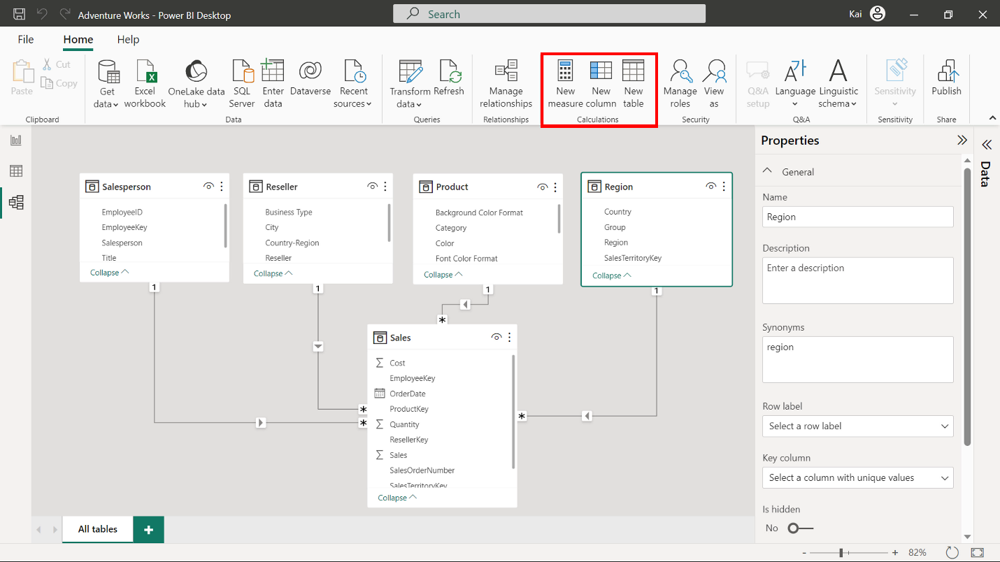 Adventure Works - Power BI Desktop
Search
Kai
File
Home
Help
Paste
Cut
Copy
Clipboard
Get
data
Excel
workbook
OneLake data
hub
SQL
Server
Enter
data
Dataverse
Recent
sources
Data
Transform
data
Refresh
Queries
Manage
relationships
Relationships
New
measure
New
column
New
table
Calculations
Manage
roles
View
as
Security
Q&A
setup
Language
Linguistic
schema
Q&A
Sensitivity
Sensitivity
Publish
Share
Salesperson
EmployeeID
EmployeeKey
Salesperson
Title
Collapse
1
Reseller
Business Type
City
Country-Region
Reseller
Collapse
1
Product
Background Color Format
Category
Color
Font Color Format
Collapse
1
Region
Country
Group
Region
SalesTerritoryKey
Collapse
1
*
*
*
*
Sales
Cost
EmployeeKey
OrderDate
ProductKey
Quantity
ResellerKey
Sales
SalesOrderNumber
SalesTerritoryKey
Collapse
Properties
General
Name
Region
Description
Enter a description
Synonyms
region
Row label
Select a row label
Key column
Select a column with unique values
Is hidden
No
Data
All tables
+
- + 82%